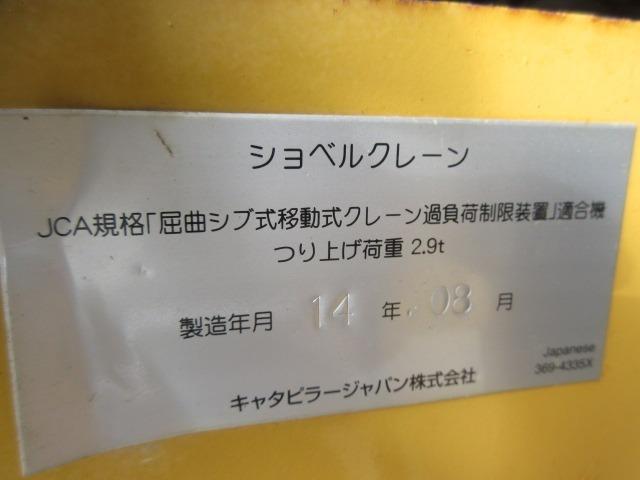 ショベルクレーン
JCA規格｢屈曲ジブ式移動式クレーン過負荷制限装置｣適合機
つり上げ荷重 2.9t
製造年月 14 年 08 月
Japanese
369-4335X
キャタピラージャパン株式会社